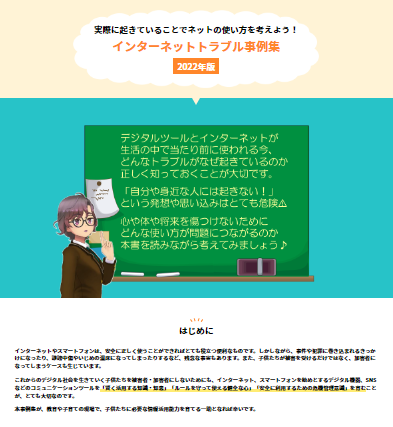 実際に起きていることでネットの使い方を考えよう！
インターネットトラブル事例集
2022年版
デジタルツールとインターネットが
生活の中で当たり前に使われる今、
どんなトラブルがなぜ起きているのか
正しく知っておくことが大切です。
「自分や身近な人には起きない！」
という発想や思い込みはとても危険⚠
心や体や将来を傷つけないために
どんな使い方が問題につながるのか
本書を読みながら考えてみましょう♪
はじめに
インターネットやスマートフォンは、安全に正しく使うことができればとても役立つ便利なものです。しかしながら、事件や犯罪に巻き込まれるきっか
けになったり、誹謗中傷やいじめの温床になってしまったりするなど、残念な事実もあります。また、子供たちが被害を受けるだけではなく、加害者に
なってしまうケースも生じています。
これからのデジタル社会を生きていく子供たちを被害者・加害者にしないためにも、インターネット、スマートフォンを始めとするデジタル機器、SNS
などのコミュニケーションツールを「賢く活用する知識・知恵」「ルールを守って使える健全な心」「安全に利用するための危機管理意識」を育むこと
が、とても大切なのです。
本事例集が、教育や子育ての現場で、子供たちに必要な情報活用能力を育てる一助となれば幸いです。